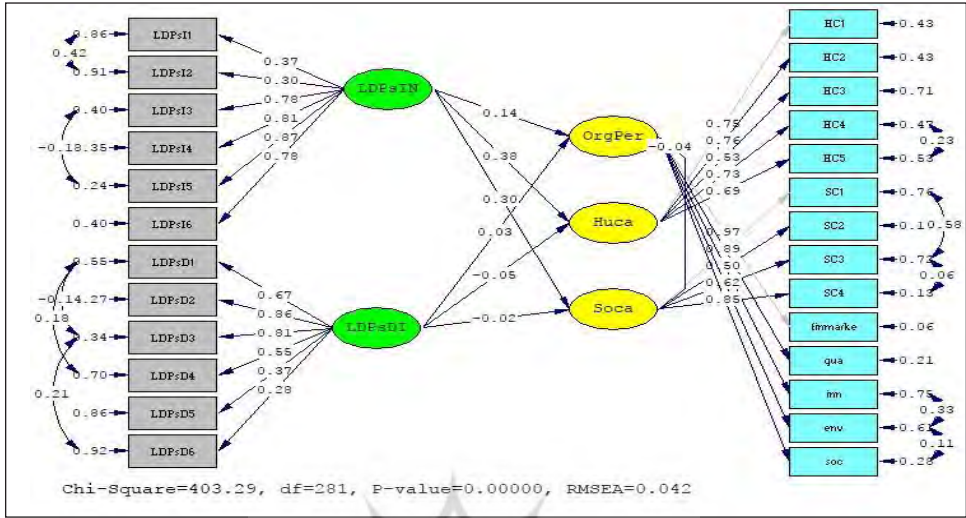 0.86 LDPsI1
0.42
0.91 LDPsI2
0.40 LDPsI3
-0.18.35 LDPsI4
0.24 LDPsI5
0.40 LDPsI6
0.55 LDPsD1
-0.14.27 LDPsD2
0.18
0.34 LDPsD3
0.70 LDPsD4
0.21
0.86 LDPsD5
0.92 LDPsD6
0.37
0.30
0.78
0.81
0.87
0.78
LDPsIN
0.67
0.86
0.81
0.55
0.37
0.28
LDPsDI
0.14
0.38
0.30
0.03
-0.05
-0.02
OrgPer
Huca
Soca
-0.04
0.75
0.76
0.53
0.73
0.69
0.97
0.89
0.50
0.62
0.85
HC1 0.43
HC2 0.43
HC3 0.71
HC4 0.47
0.23
HC5 0.53
SC1 0.76
SC2 0.10
0.58
SC3 0.72
0.06
SC4 0.13
0.06
qua 0.21
inn 0.75
0.33
env 0.61
0.11
soc 0.28
Chi-Square=403.29, df=281, P-value=0.00000, RMSEA=0.042